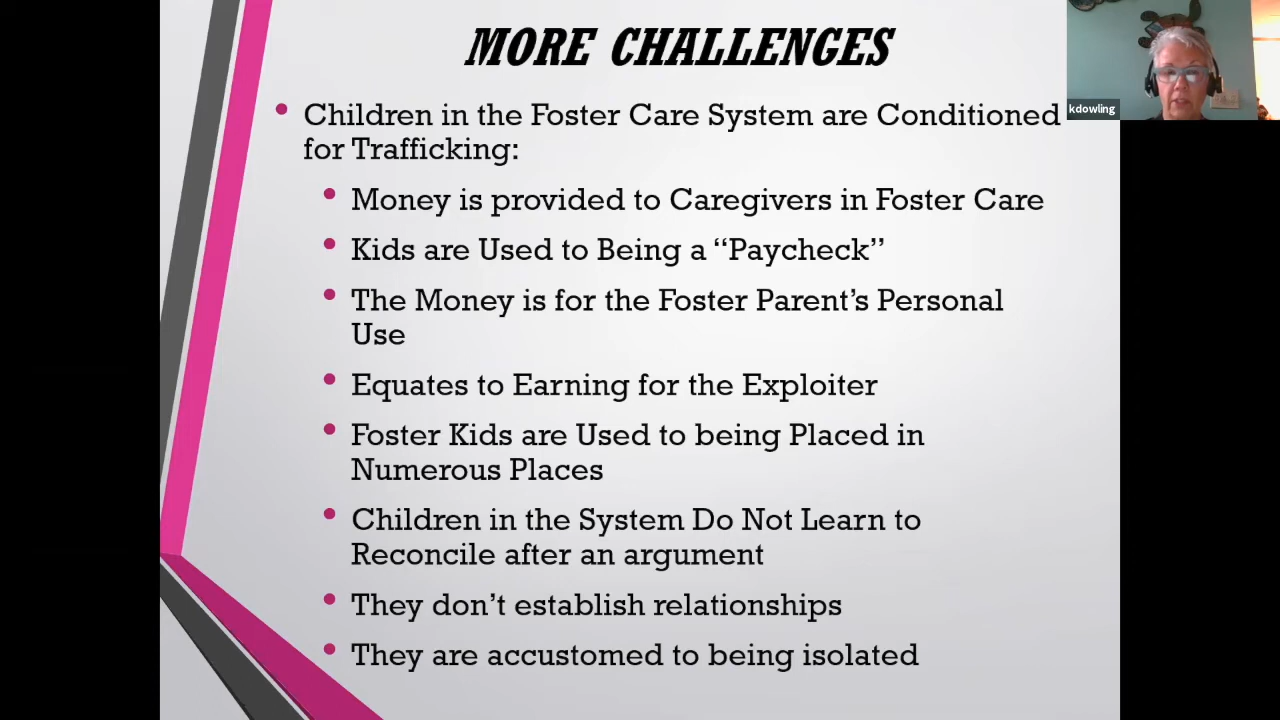 MORE CHALLENGES
kdowling
• Children in the Foster Care System are Conditioned
for Trafficking:
• Money is provided to Caregivers in Foster Care
• Kids are Used to Being a “Paycheck”
• The Money is for the Foster Parent’s Personal
Use
• Equates to Earning for the Exploiter
• Foster Kids are Used to being Placed in
Numerous Places
• Children in the System Do Not Learn to
Reconcile after an argument
• They don’t establish relationships
• They are accustomed to being isolated